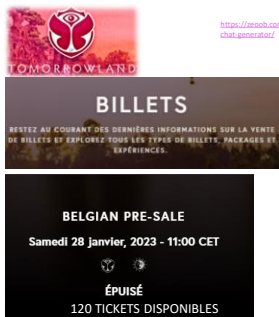 TOMORROWLAND
https://zeoob.com
chat-generator/
BILLETS
RESTEZ AU COURANT DES DERNIÈRES INFORMATIONS SUR LA VENTE
DE BILLETS ET EXPLOREZ TOUS LES TYPES DE BILLETS, PACKAGES ET
EXPÉRIENCES.
BELGIAN PRE-SALE
Samedi 28 janvier, 2023 - 11:00 CET
ÉPUISÉ
120 TICKETS DISPONIBLES